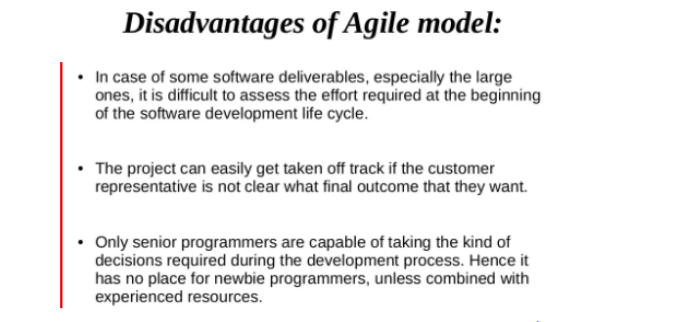 Disadvantages of Agile model:
• In case of some software deliverables, especially the large
ones, it is difficult to assess the effort required at the beginning
of the software development life cycle.
• The project can easily get taken off track if the customer
representative is not clear what final outcome that they want.
• Only senior programmers are capable of taking the kind of
decisions required during the development process. Hence it
has no place for newbie programmers, unless combined with
experienced resources.